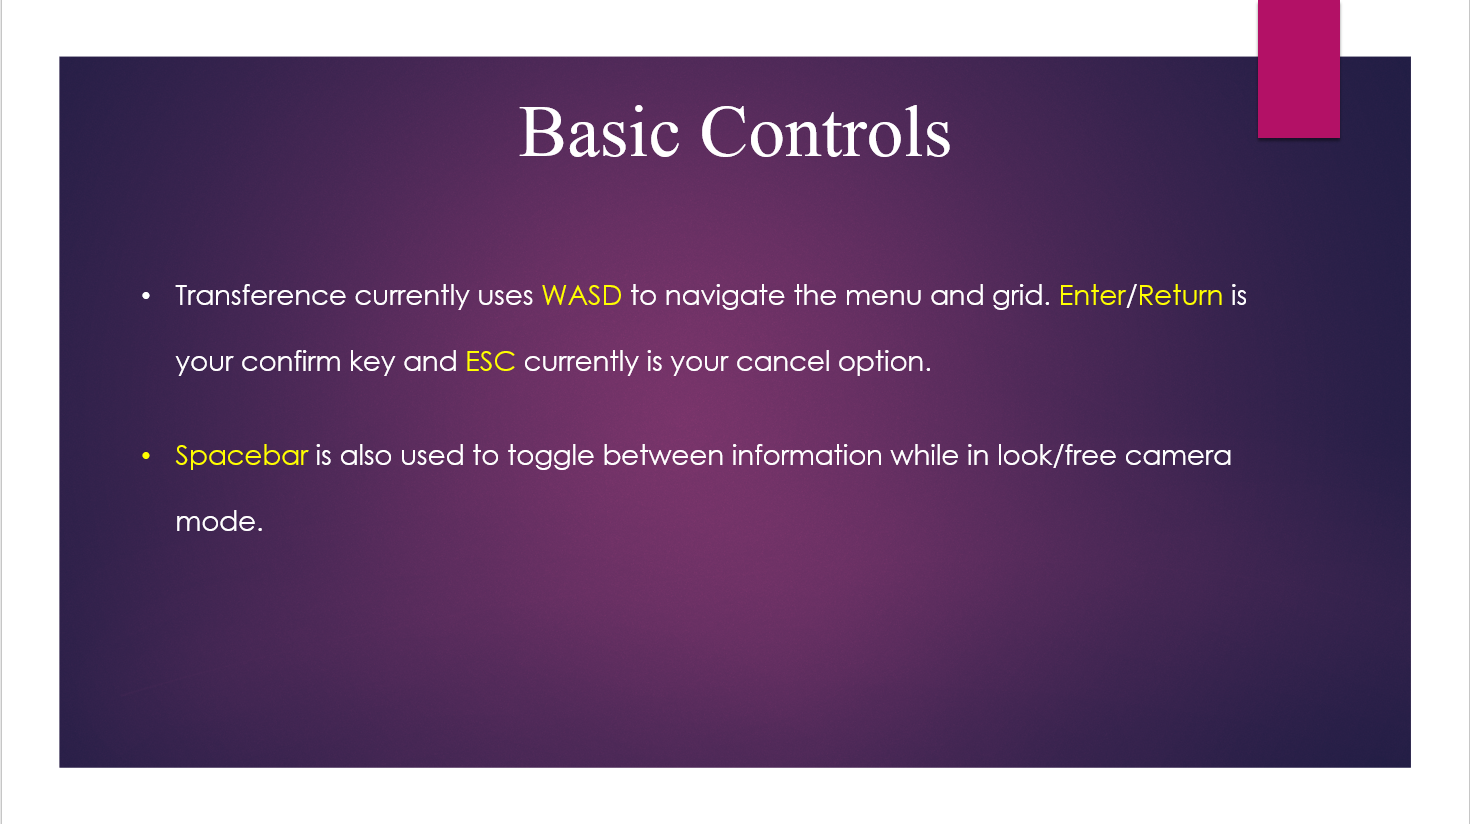 Basic Controls
• Transference currently uses WASD to navigate the menu and grid. Enter/Return is
your confirm key and ESC currently is your cancel option.
• Spacebar is also used to toggle between information while in look/free camera
mode.